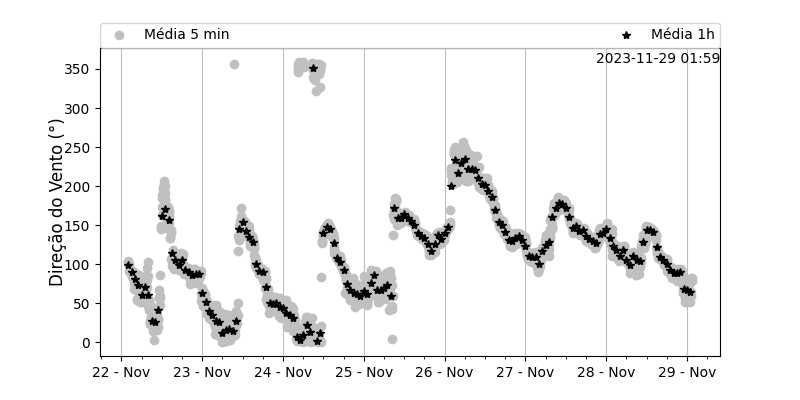 Média 5 min
Média 1h
2023-11-29 01:59
Direção do Vento (°)
350
300
250
200
150
100
50
0
22 - Nov
23 - Nov
24 - Nov
25 - Nov
26 - Nov
27 - Nov
28 - Nov
29 - Nov